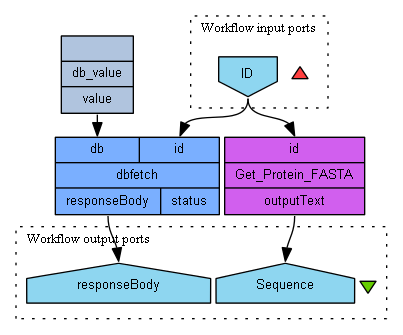 Workflow input ports
ID
db_value
value
db id
dbfetch
responseBody status
id
Get_Protein_FASTA
outputText
Workflow output ports
responseBody
Sequence